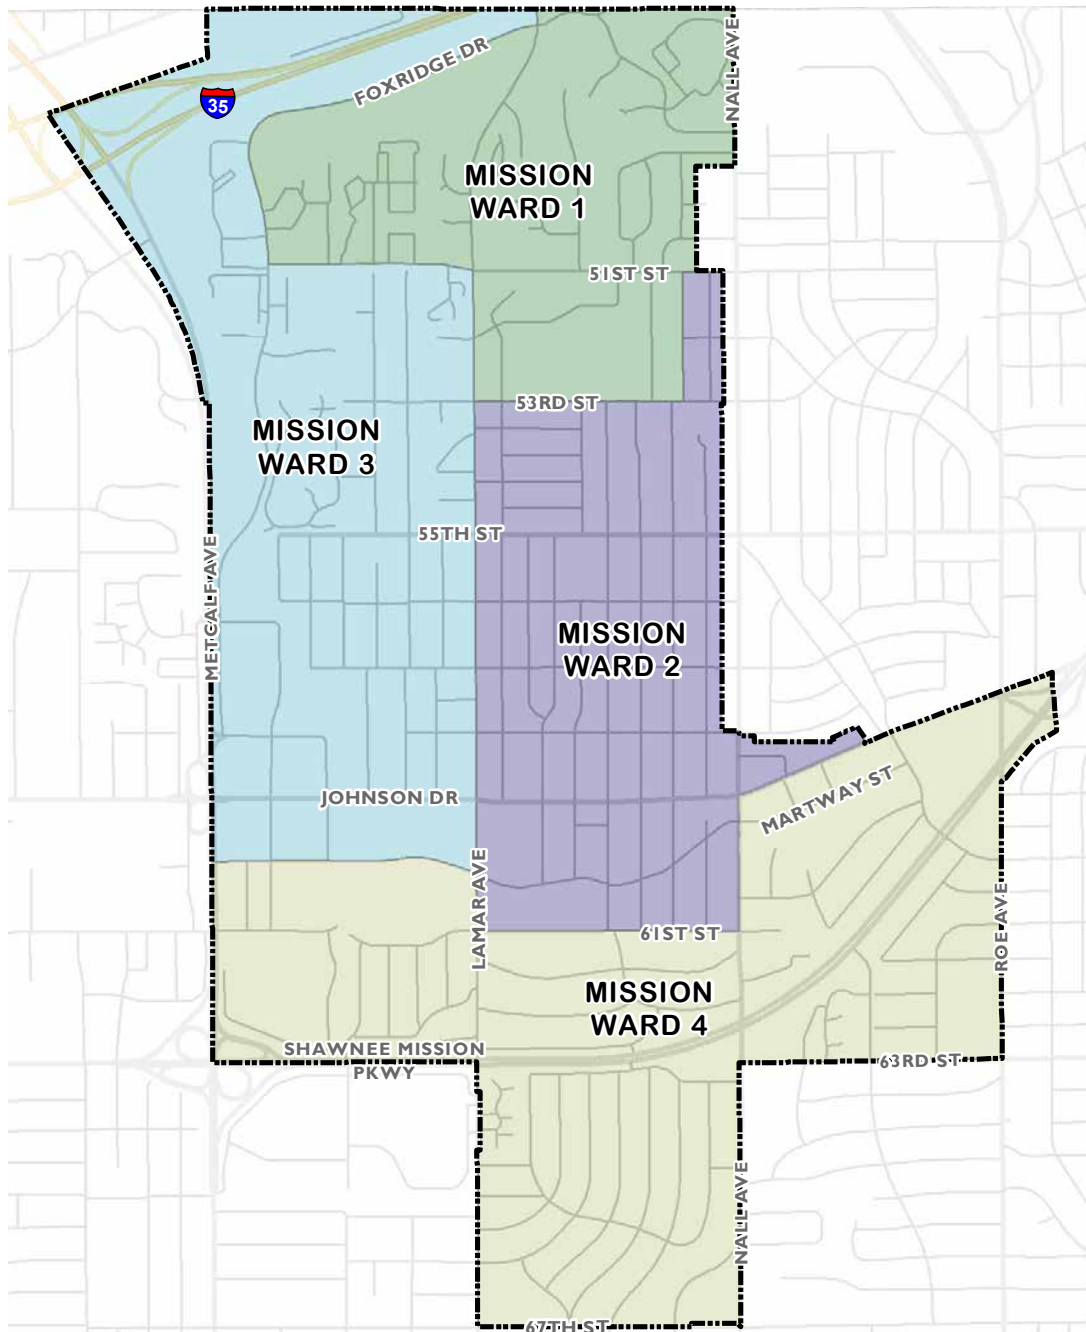 NALL AVE
FOXRIDGE DR
35
MISSION
WARD 1
51ST ST
53RD ST
MISSION
WARD 3
55TH ST
METCALF AVE
MISSION
WARD 2
JOHNSON DR
MARTWAY ST
LAMAR AVE
ROE AVE
61ST ST
MISSION
WARD 4
SHAWNEE MISSION
PKWY
63RD ST
NALL AVE
67TH ST